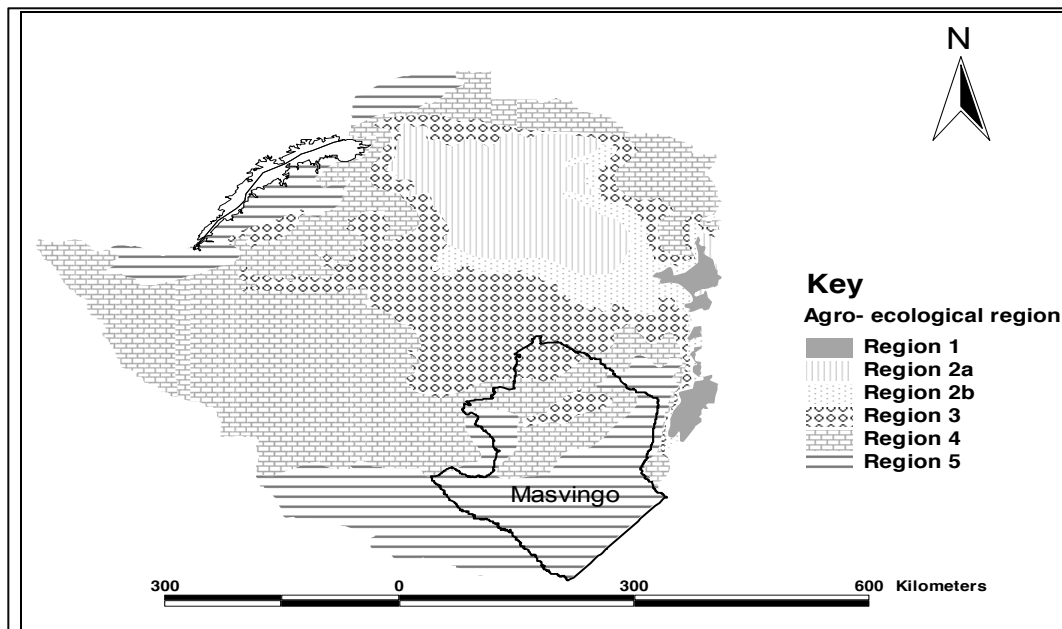 N
Key
Agro- ecological region
Region 1
Region 2a
Region 2b
Region 3
Region 4
Region 5
Masvingo
300 0 300 600 Kilometers